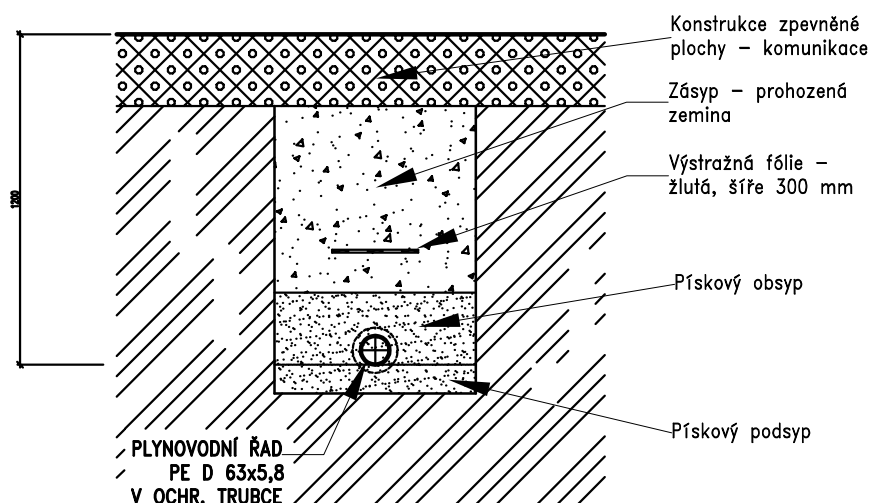 Konstrukce zpevněné
plochy – komunikace
Zásyp – prohozená
zemina
Výstražná fólie –
žlutá, šíře 300 mm
1200
Pískový obsyp
Pískový podsyp
PLYNOVODNÍ ŘAD
PE D 63x5,8
V OCHR. TRUBCE